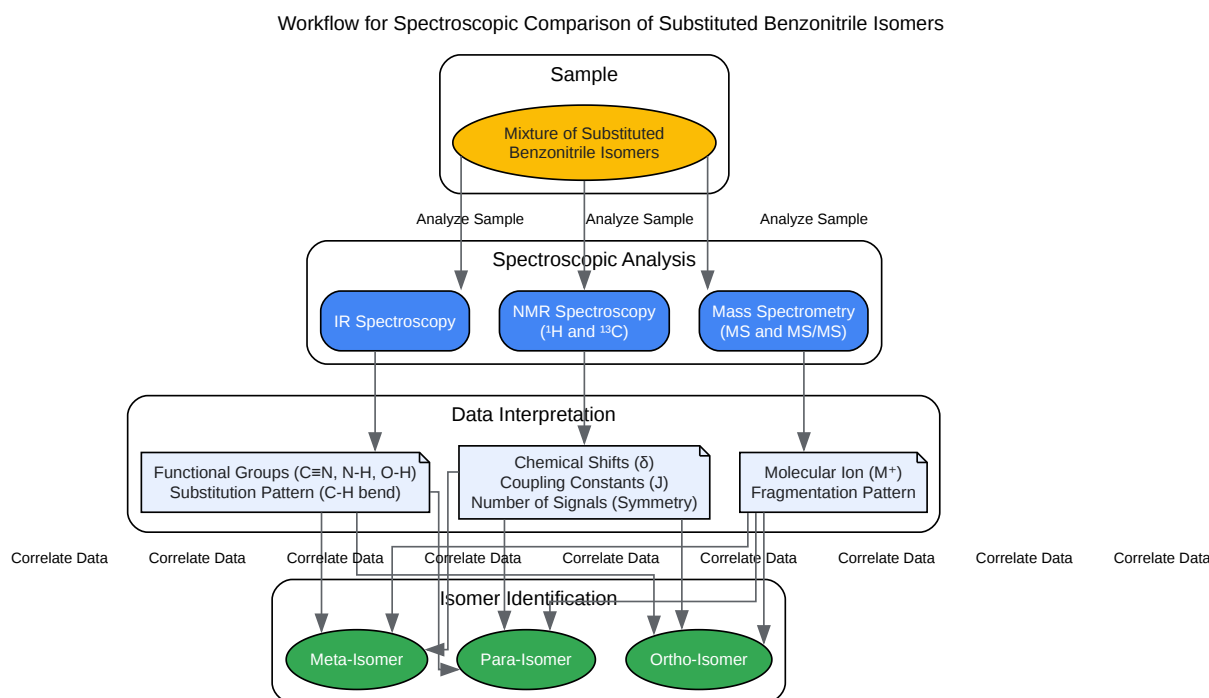 Workflow for Spectroscopic Comparison of Substituted Benzonitrile Isomers
Sample
Mixture of Substituted
Benzonitrile Isomers
Analyze Sample
Analyze Sample
Analyze Sample
Spectroscopic Analysis
IR Spectroscopy
NMR Spectroscopy
(¹H and ¹³C)
Mass Spectrometry
(MS and MS/MS)
Data Interpretation
Functional Groups (C≡N, N-H, O-H)
Substitution Pattern (C-H bend)
Chemical Shifts (δ)
Coupling Constants (J)
Number of Signals (Symmetry)
Molecular Ion (M⁺)
Fragmentation Pattern
Correlate Data
Correlate Data
Correlate Data
Correlate Data
Correlate Data
Correlate Data
Correlate Data
Correlate Data
Correlate Data
Isomer Identification
Meta-Isomer
Para-Isomer
Ortho-Isomer